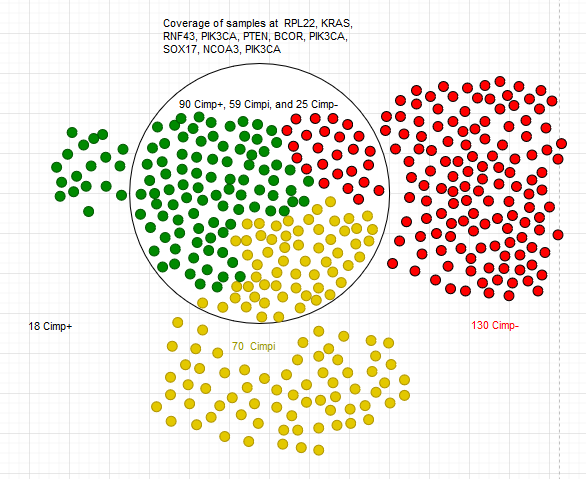 Coverage of samples at RPL22, KRAS,
RNF43, PIK3CA, PTEN, BCOR, PIK3CA,
SOX17, NCOA3, PIK3CA
90 Cimp+, 59 Cimpi, and 25 Cimp-
18 Cimp+
130 Cimp-
70 Cimpi